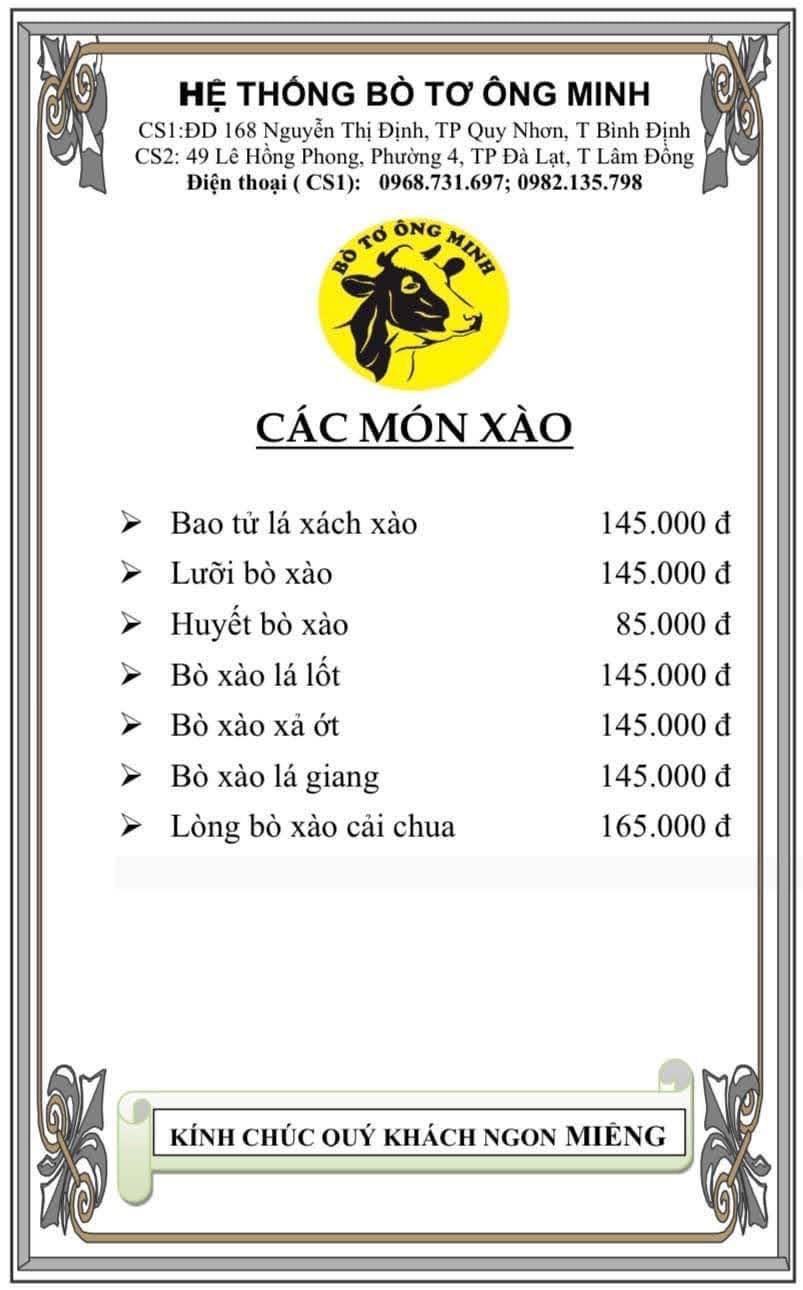 HỆ THỐNG BÒ TƠ ÔNG MINH
CS1:ĐD 168 Nguyễn Thị Định, TP Quy Nhơn, T Bình Định
CS2: 49 Lê Hồng Phong, Phường 4, TP Đà Lạt, T Lâm Đồng
Điện thoại ( CS1): 0968.731.697; 0982.135.798
BÒ TƠ ÔNG MINH
CÁC MÓN XÀO
➢ Bao tử lá xách xào 145.000 đ
➢ Lưỡi bò xào 145.000 đ
➢ Huyết bò xào 85.000 đ
➢ Bò xào lá lốt 145.000 đ
➢ Bò xào xả ớt 145.000 đ
➢ Bò xào lá giang 145.000 đ
➢ Lòng bò xào cải chua 165.000 đ
KÍNH CHÚC QUÝ KHÁCH NGON MIÊNG